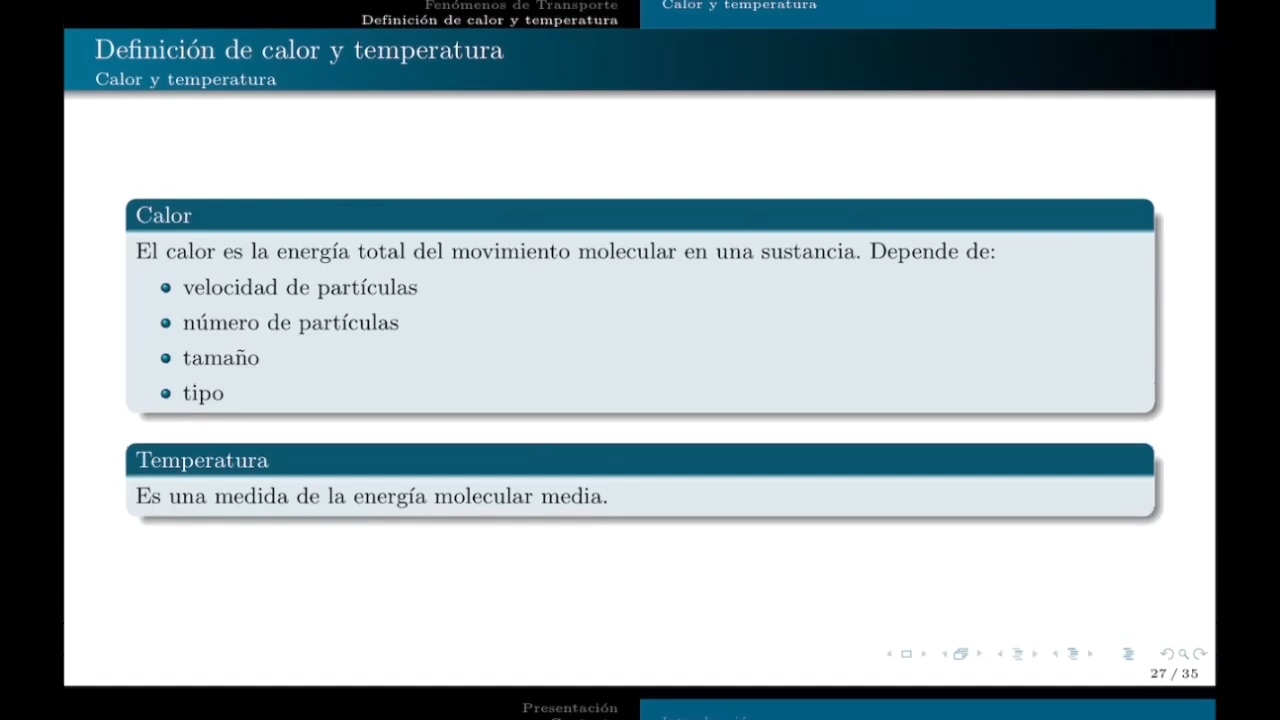 Fenómenos de Transporte
Definición de calor y temperatura
Calor y temperatura
Definición de calor y temperatura
Calor y temperatura
Calor
El calor es la energía total del movimiento molecular en una sustancia. Depende de:
velocidad de partículas
número de partículas
tamaño
tipo
Temperatura
Es una medida de la energía molecular media.
27 / 35
Presentación